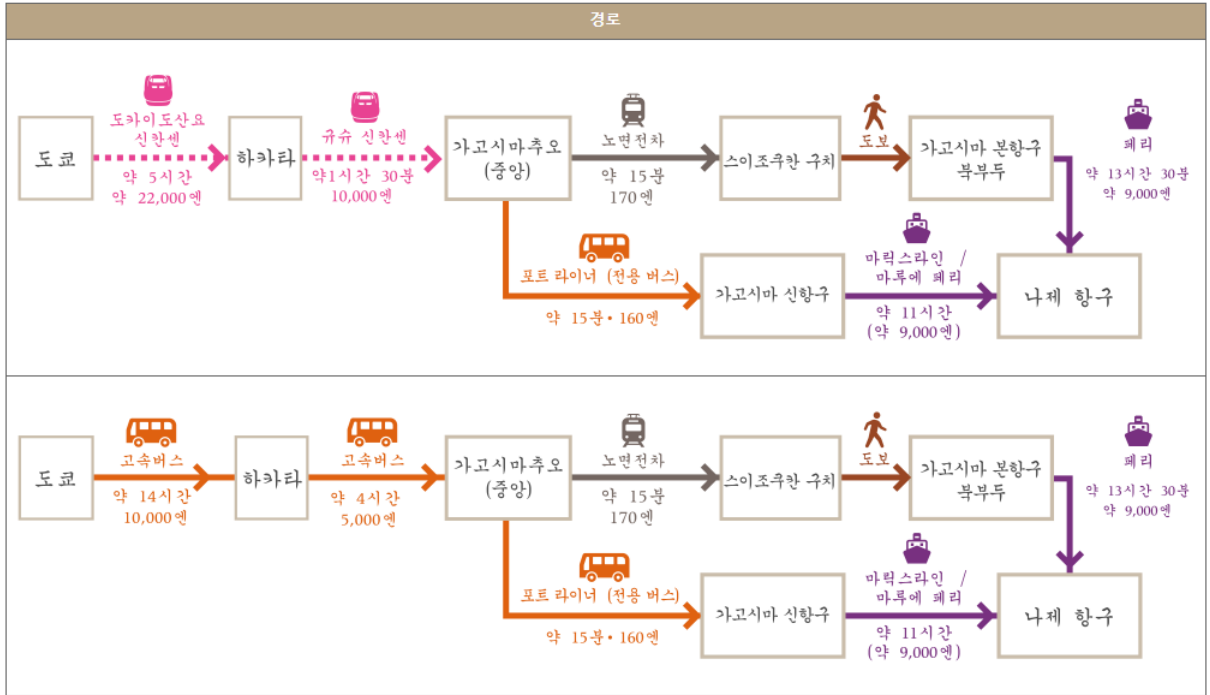 경로
도카이도산요
신칸센
도쿄
약 5시간
약 22,000엔
하카타
규슈 신칸센
약1시간 30분
10,000엔
가고시마추오
(중앙)
노면전차
약 15분
170엔
스이조쿠칸 구치
도보
가고시마 본항구
북부두
페리
약 13시간 30분
약 9,000엔
포트 라이너 (전용 버스)
약 15분・160엔
가고시마 신항구
마릭스라인 /
마루에 페리
약 11시간
(약 9,000엔)
나제 항구
도쿄
고속버스
약 14시간
10,000엔
하카타
고속버스
약 4시간
5,000엔
가고시마추오
(중앙)
노면전차
약 15분
170엔
스이조쿠칸 구치
도보
가고시마 본항구
북부두
페리
약 13시간 30분
약 9,000엔
포트 라이너 (전용 버스)
약 15분・160엔
가고시마 신항구
마릭스라인 /
마루에 페리
약 11시간
(약 9,000엔)
나제 항구